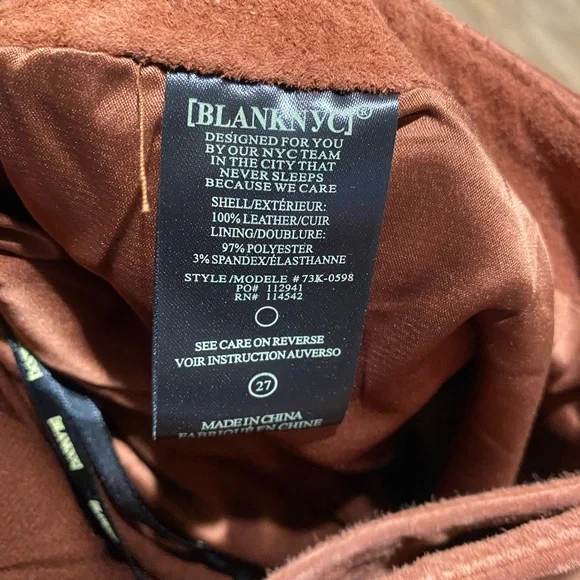 [BLANKNYC]®
DESIGNED FOR YOU
BY OUR NYC TEAM
IN THE CITY THAT
NEVER SLEEPS
BECAUSE WE CARE
SHELL/EXTÉRIEUR:
100% LEATHER/CUIR
LINING/DOUBLURE:
97% POLYESTER
3% SPANDEX/ÉLASTHANNE
STYLE/MODELE #73K-0598
PO# 112941
RN# 114542
SEE CARE ON REVERSE
VOIR INSTRUCTION AUVERSO
27
MADE IN CHINA
FABRIQUÉ EN CHINE